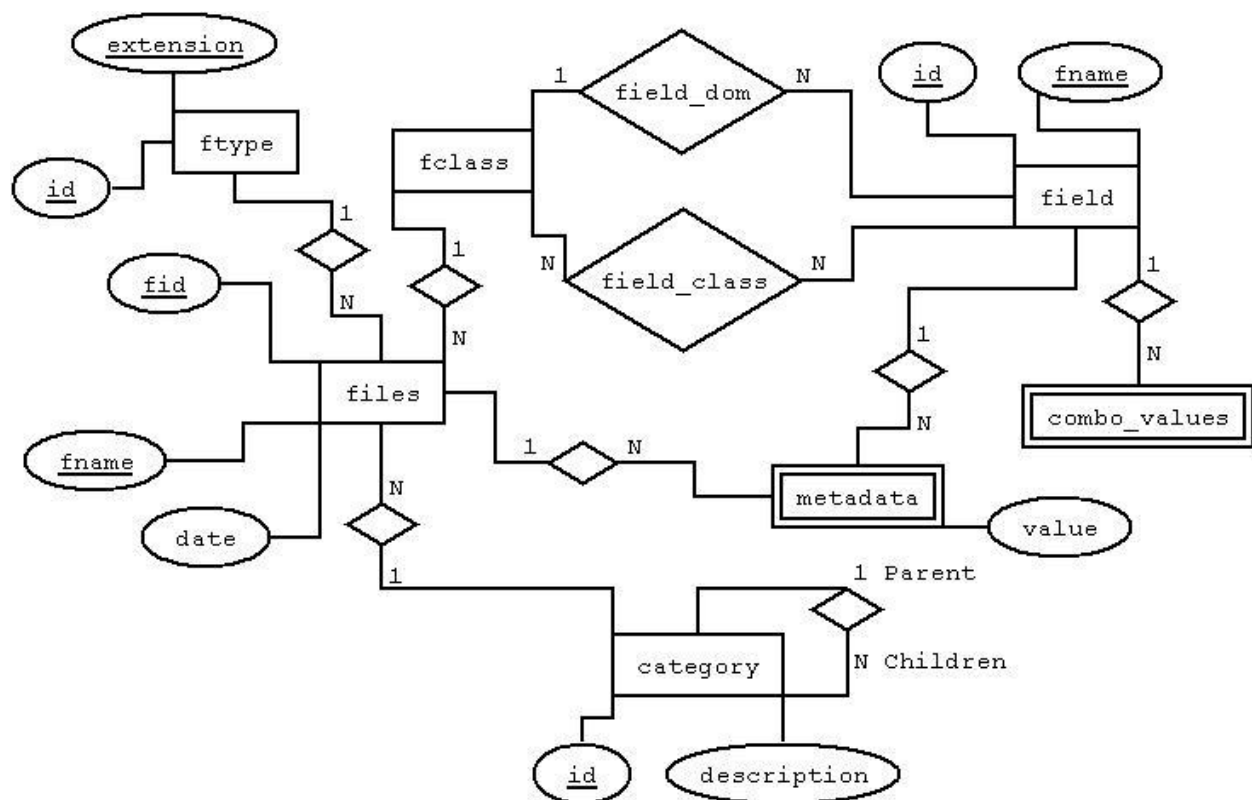 extension
1
field_dom
N
id
fname
ftype
fclass
id
field
1
1
N
field_class
N
1
fid
N
N
1
files
N
combo_values
fname
1
N
N
N
metadata
date
value
1
1 Parent
category
N Children
id
description